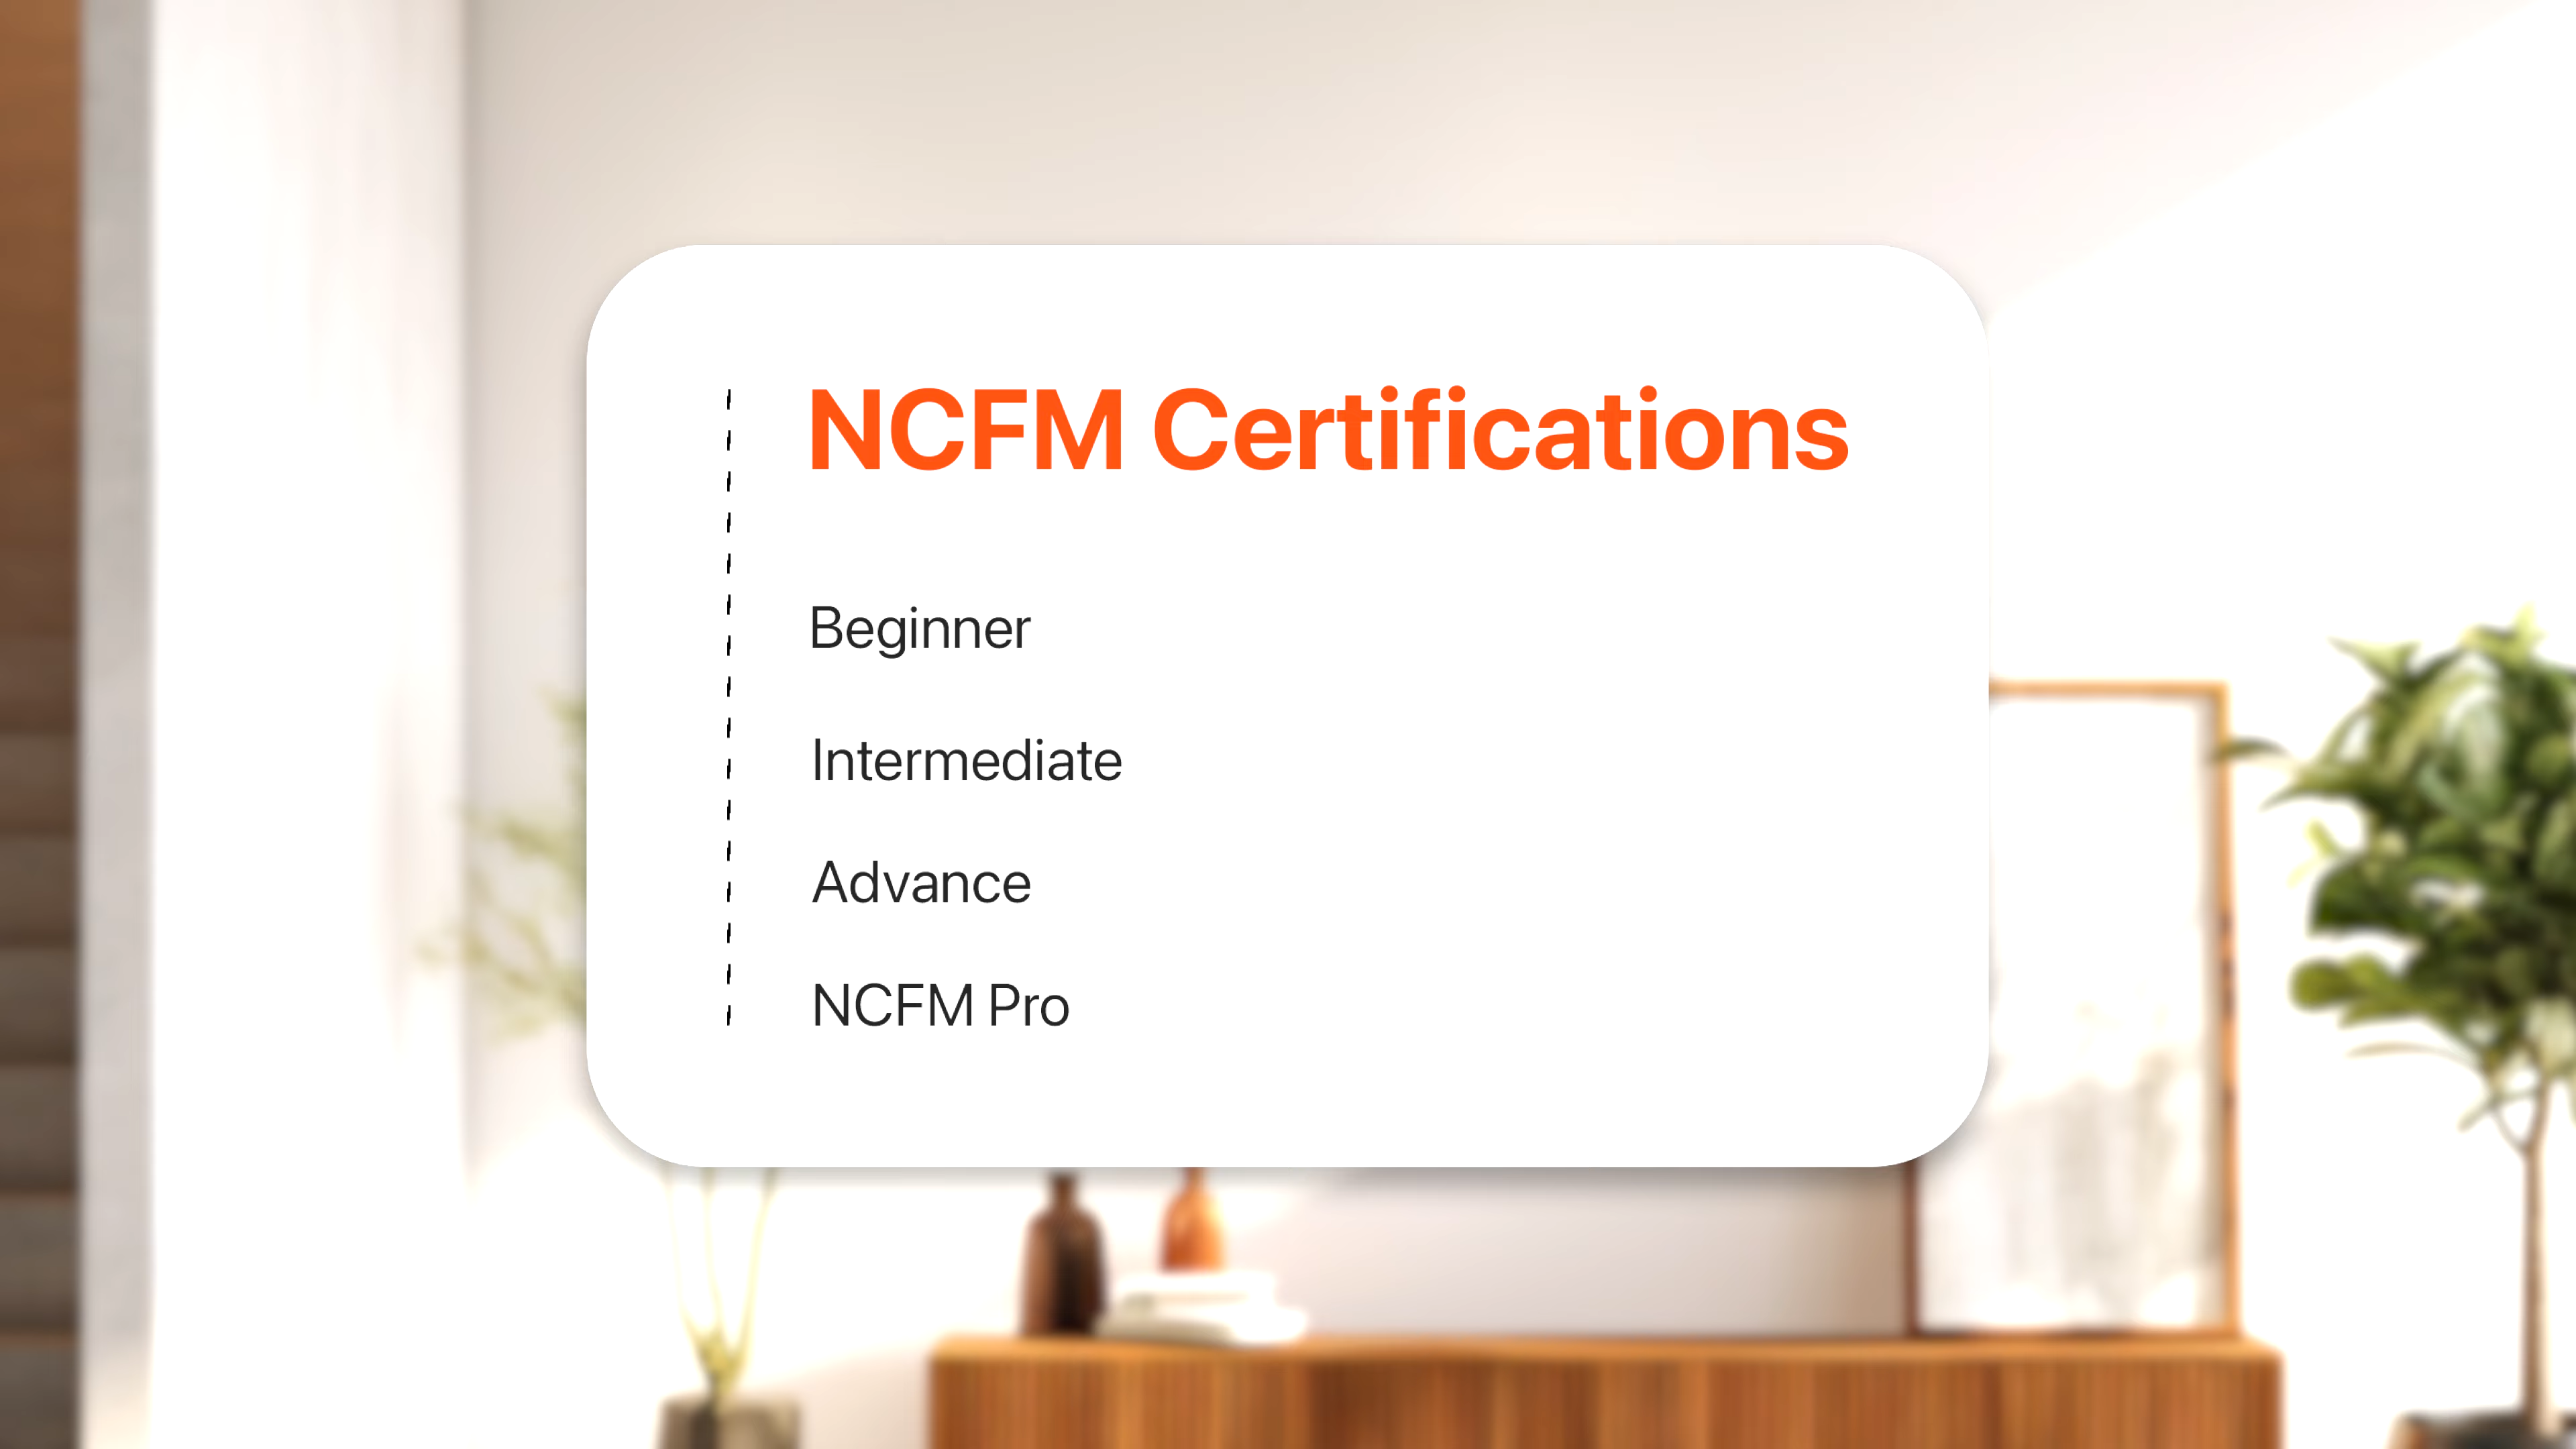 NCFM Certifications
Beginner
Intermediate
Advance
NCFM Pro